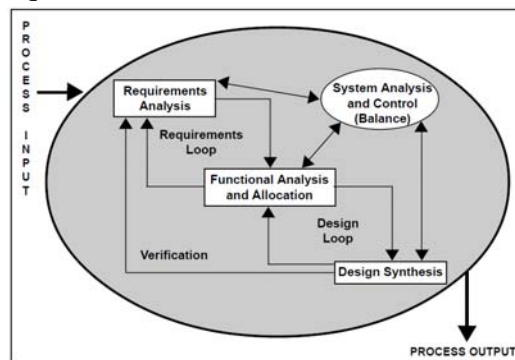 PROCESS INPUT
Requirements
Analysis
System Analysis
and Control
(Balance)
Requirements
Loop
Functional Analysis
and Allocation
Design
Loop
Verification
Design Synthesis
PROCESS OUTPUT